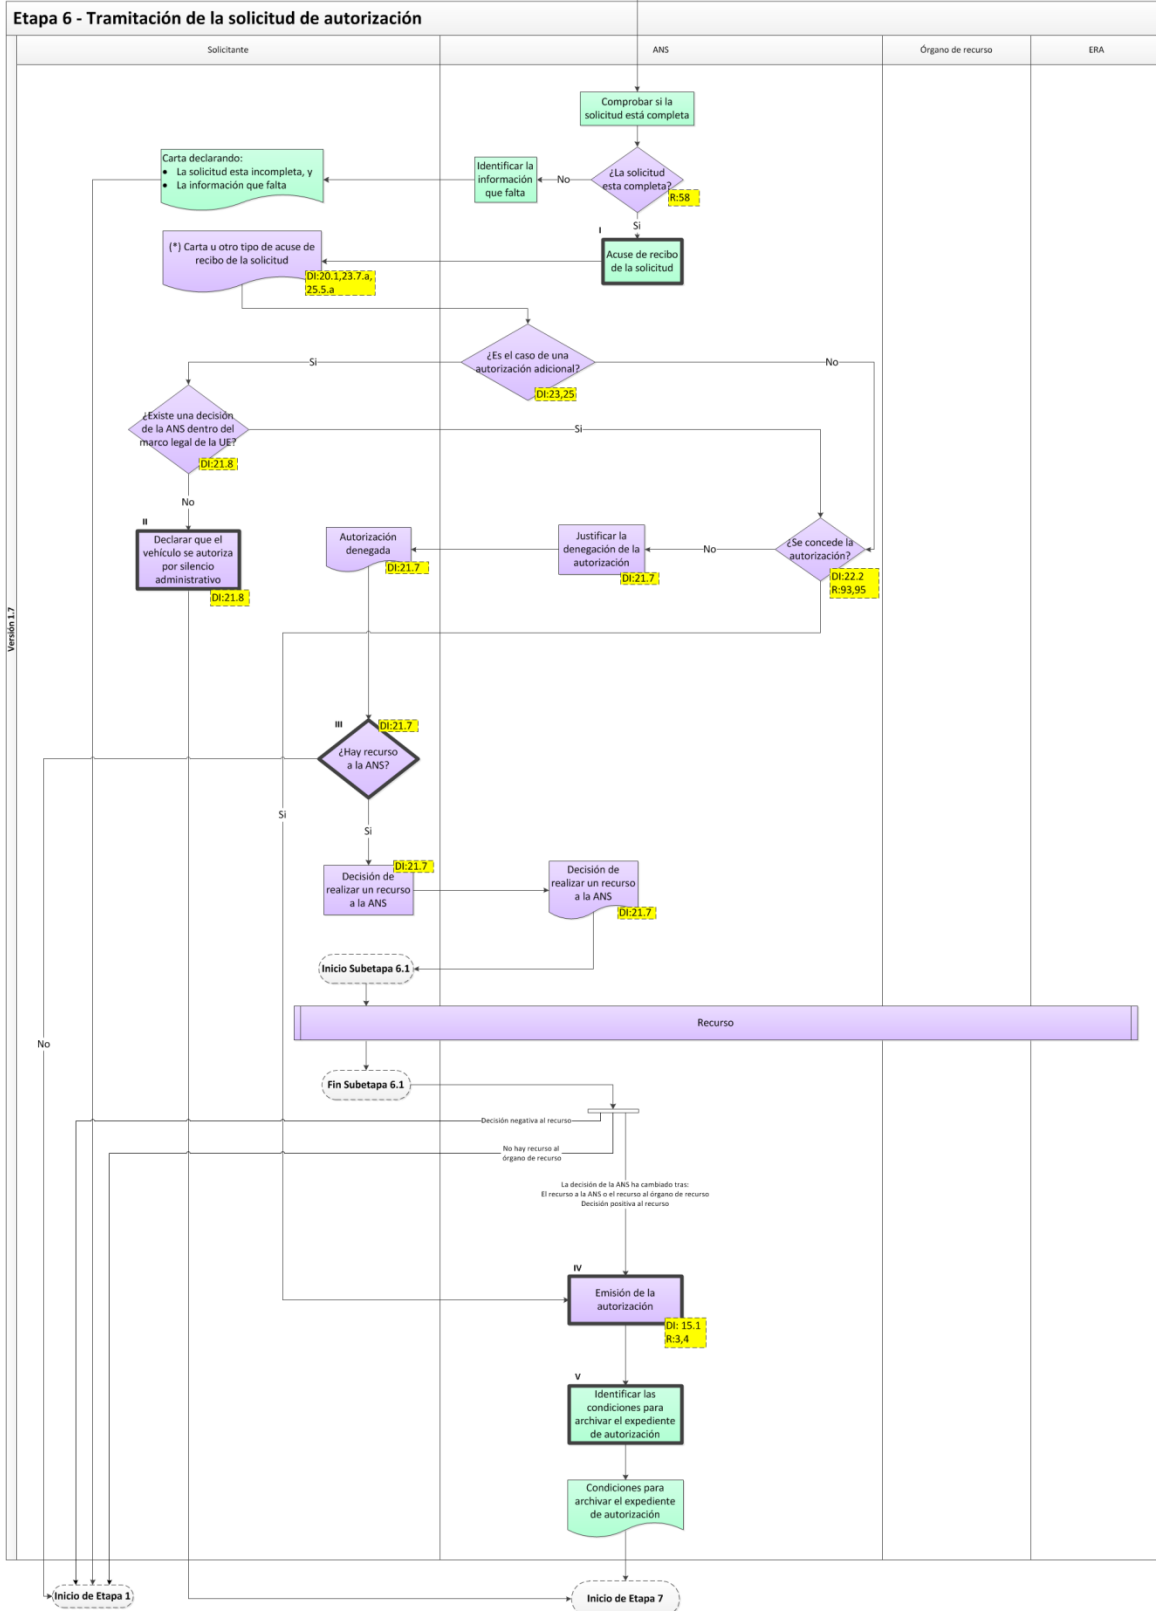 Etapa 6 - Tramitación de la solicitud de autorización
Solicitante
ANS
Órgano de recurso
ERA
Versión 1.7
Comprobar si la
solicitud está completa
¿La solicitud
esta completa?
R:58
No
Identificar la
información
que falta
Carta declarando:
• La solicitud esta incompleta, y
• La información que falta
Si
I
Acuse de recibo
de la solicitud
(*) Carta u otro tipo de acuse de
recibo de la solicitud
DI:20.1,23.7.a,
25.5.a
¿Es el caso de una
autorización adicional?
DI:23,25
Si
No
¿Existe una decisión
de la ANS dentro del
marco legal de la UE?
DI:21.8
Si
No
II
Declarar que el
vehículo se autoriza
por silencio
administrativo
DI:21.8
¿Se concede la
autorización?
DI:22.2
R:93,95
No
Justificar la
denegación de la
autorización
DI:21.7
Autorización
denegada
DI:21.7
III
DI:21.7
¿Hay recurso
a la ANS?
Si
Si
DI:21.7
Decisión de
realizar un recurso
a la ANS
Decisión de
realizar un recurso
a la ANS
DI:21.7
Inicio Subetapa 6.1
Recurso
No
Fin Subetapa 6.1
Decisión negativa al recurso
No hay recurso al
órgano de recurso
La decisión de la ANS ha cambiado tras:
El recurso a la ANS o el recurso al órgano de recurso
Decisión positiva al recurso
IV
Emisión de la
autorización
DI: 15.1
R:3,4
V
Identificar las
condiciones para
archivar el expediente
de autorización
Condiciones para
archivar el expediente
de autorización
Inicio de Etapa 1
Inicio de Etapa 7